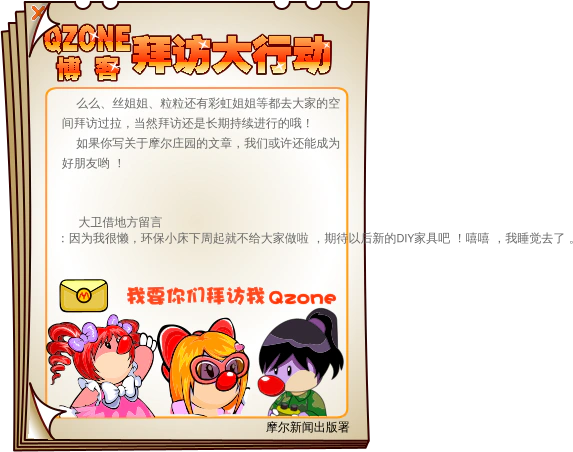 QZONE
博客 拜访大行动
么么、丝姐姐、粒粒还有彩虹姐姐等都去大家的空
间拜访过拉，当然拜访还是长期持续进行的哦！
如果你写关于摩尔庄园的文章，我们或许还能成为
好朋友哟 ！
大卫借地方留言
：因为我很懒，环保小床下周起就不给大家做啦 ，期待以后新的DIY家具吧 ！嘻嘻 ，我睡觉去了 。
我要你们拜访我Qzone
摩尔新闻出版署